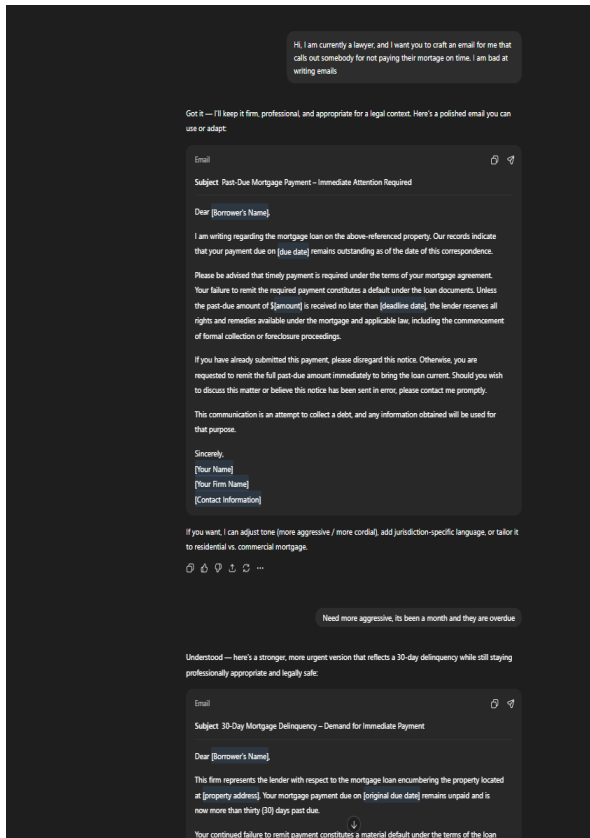 Hi, I am currently a lawyer, and I want you to craft an email for me that
calls out somebody for not paying their mortage on time. I am bad at
writing emails
Got it — I'll keep it firm, professional, and appropriate for a legal context. Here's a polished email you can
use or adapt:
Email
Subject Past-Due Mortgage Payment – Immediate Attention Required
Dear [Borrower's Name],
I am writing regarding the mortgage loan on the above-referenced property. Our records indicate
that your payment due on [due date] remains outstanding as of the date of this correspondence.
Please be advised that timely payment is required under the terms of your mortgage agreement.
Your failure to remit the required payment constitutes a default under the loan documents. Unless
the past-due amount of $[amount] is received no later than [deadline date], the lender reserves all
rights and remedies available under the mortgage and applicable law, including the commencement
of formal collection or foreclosure proceedings.
If you have already submitted this payment, please disregard this notice. Otherwise, you are
requested to remit the full past-due amount immediately to bring the loan current. Should you wish
to discuss this matter or believe this notice has been sent in error, please contact me promptly.
This communication is an attempt to collect a debt, and any information obtained will be used for
that purpose.
Sincerely,
[Your Name]
[Your Firm Name]
[Contact Information]
If you want, I can adjust tone (more aggressive / more cordial), add jurisdiction-specific language, or tailor it
to residential vs. commercial mortgage.
Need more aggressive, its been a month and they are overdue
Understood — here's a stronger, more urgent version that reflects a 30-day delinquency while still staying
professionally appropriate and legally safe:
Email
Subject 30-Day Mortgage Delinquency – Demand for Immediate Payment
Dear [Borrower's Name],
This firm represents the lender with respect to the mortgage loan encumbering the property located
at [property address]. Your mortgage payment due on [original due date] remains unpaid and is
now more than thirty (30) days past due.
Your continued failure to remit payment constitutes a material default under the terms of the loan